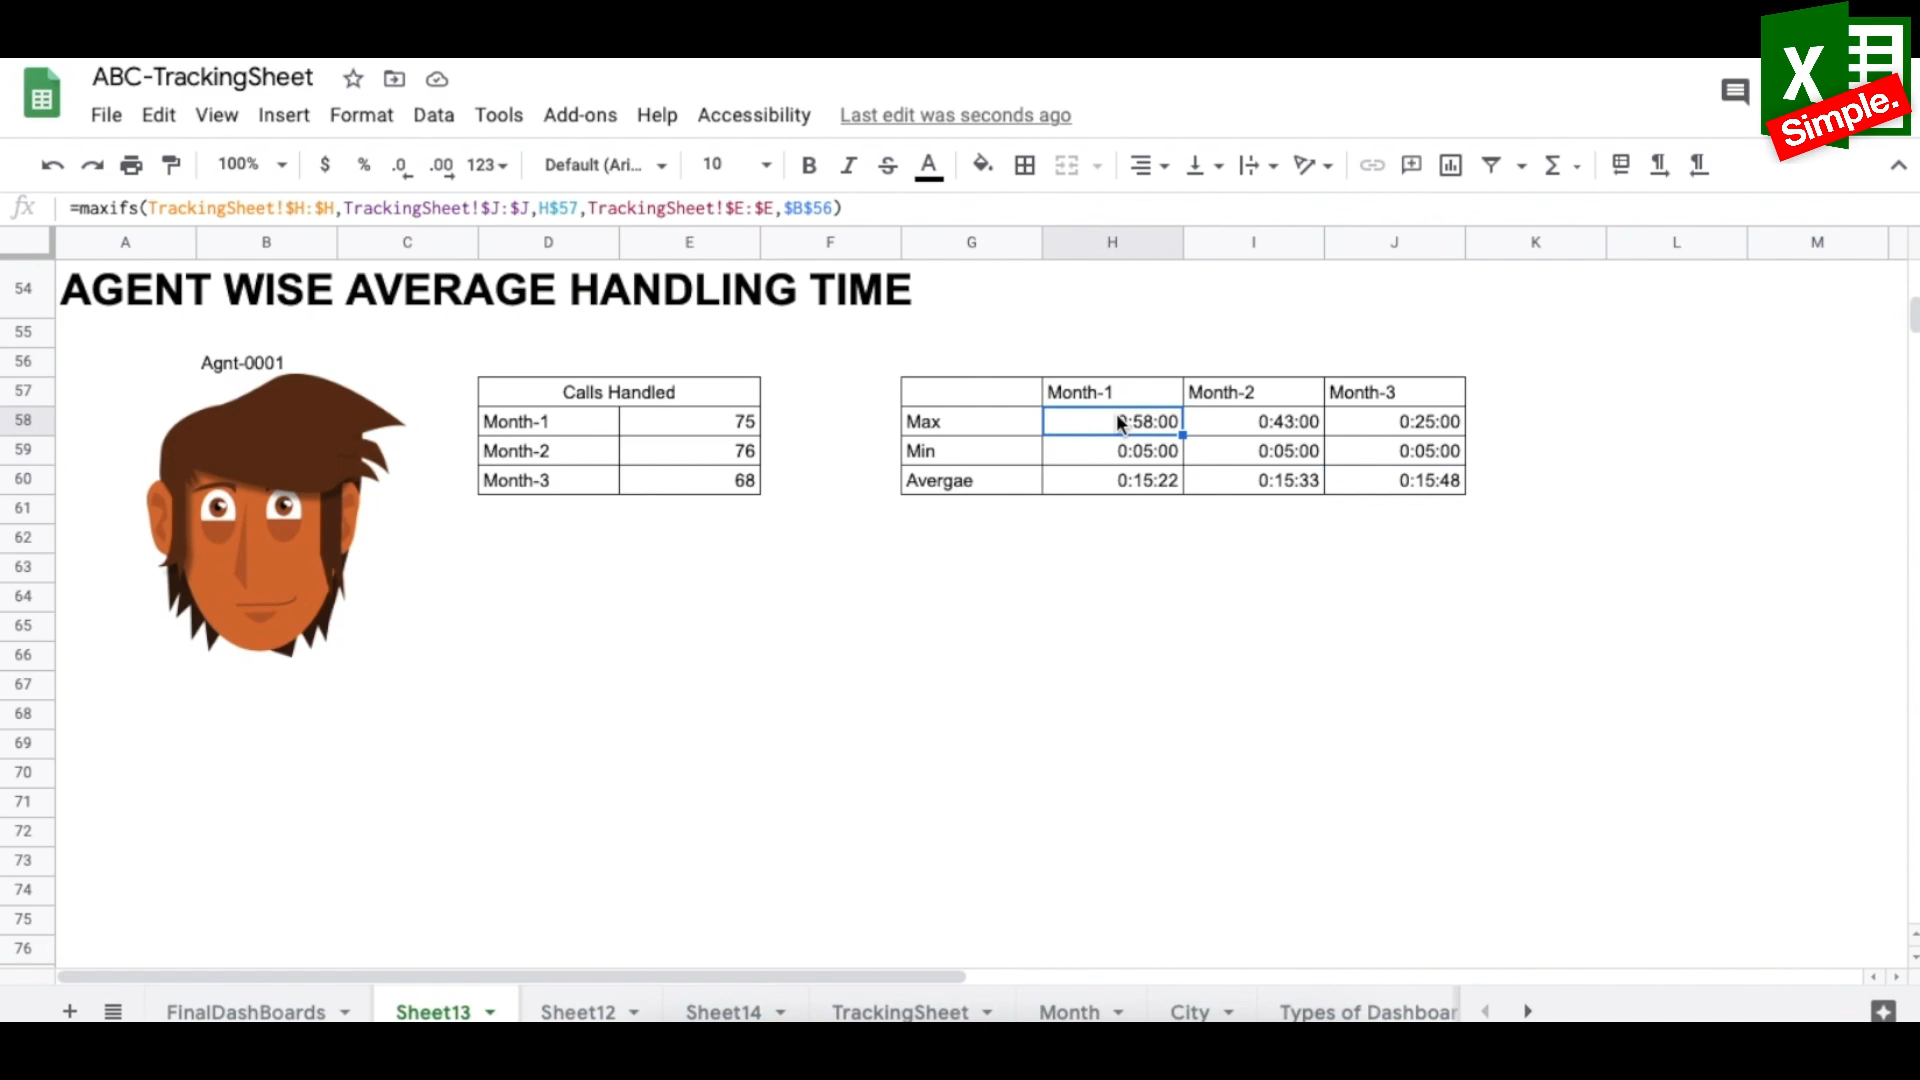 X
Simple.
ABC-TrackingSheet
File Edit View Insert Format Data Tools Add-ons Help Accessibility Last edit was seconds ago
100% $ % .0 .00 123 Default (Ari... 10 B I S A Σ
fx =maxifs(TrackingSheet!$H:$H,TrackingSheet!$J:$J,H$57,TrackingSheet!$E:$E,$B$56)
A B C D E F G H I J K L M
54 AGENT WISE AVERAGE HANDLING TIME
55
56 Agnt-0001
57 Calls Handled Month-1 Month-2 Month-3
58 Month-1 75 Max :58:00 0:43:00 0:25:00
59 Month-2 76 Min 0:05:00 0:05:00 0:05:00
60 Month-3 68 Avergae 0:15:22 0:15:33 0:15:48
61
62
63
64
65
66
67
68
69
70
71
72
73
74
75
76
FinalDashBoards Sheet13 Sheet12 Sheet14 TrackingSheet Month City Types of Dashboar